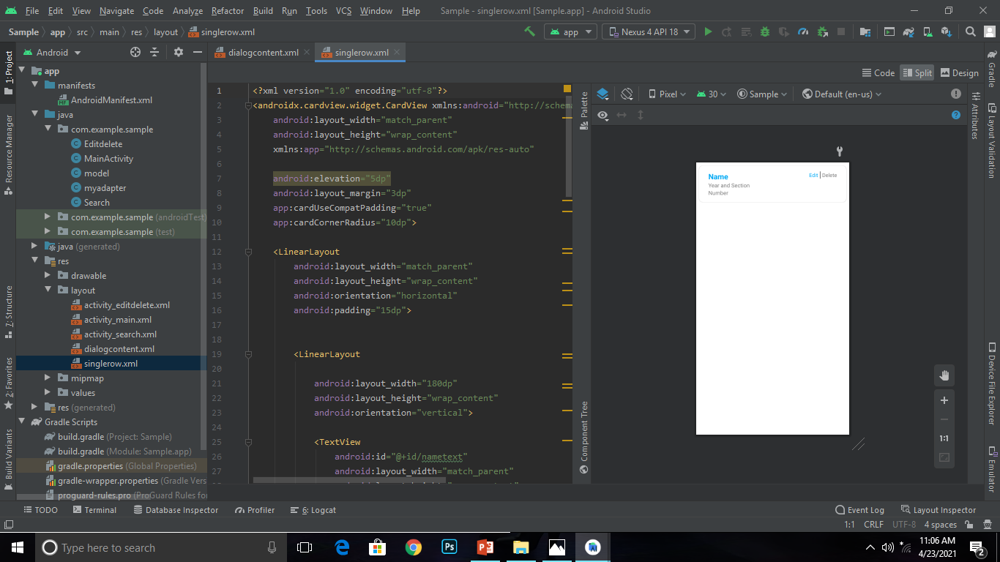 File Edit View Navigate Code Analyze Refactor Build Run Tools VCS Window Help Sample - singlerow.xml [Sample.app] - Android Studio
Sample app src main res layout singlerow.xml app Nexus 4 API 18
Android dialogcontent.xml singlerow.xml
Code Split Design
1: Project
Resource Manager
7: Structure
2: Favorites
Build Variants
app
manifests
AndroidManifest.xml
java
com.example.sample
Editdelete
MainActivity
model
myadapter
Search
com.example.sample (androidTest)
com.example.sample (test)
java (generated)
res
drawable
layout
activity_editdelete.xml
activity_main.xml
activity_search.xml
dialogcontent.xml
singlerow.xml
mipmap
values
res (generated)
Gradle Scripts
build.gradle (Project: Sample)
build.gradle (Module: Sample.app)
gradle.properties (Global Properties)
gradle-wrapper.properties (Gradle Vers
proguard-rules.pro (ProGuard Rules for
1 <?xml version="1.0" encoding="utf-8"?>
2 <androidx.cardview.widget.CardView xmlns:android="http://schema
3 android:layout_width="match_parent"
4 android:layout_height="wrap_content"
5 xmlns:app="http://schemas.android.com/apk/res-auto"
6
7 android:elevation="5dp"
8 android:layout_margin="3dp"
9 app:cardUseCompatPadding="true"
10 app:cardCornerRadius="10dp">
11
12 <LinearLayout
13 android:layout_width="match_parent"
14 android:layout_height="wrap_content"
15 android:orientation="horizontal"
16 android:padding="15dp">
17
18
19 <LinearLayout
20
21 android:layout_width="180dp"
22 android:layout_height="wrap_content"
23 android:orientation="vertical">
24
25 <TextView
26 android:id="@+id/nametext"
27 android:layout_width="match_parent"
Palette
Component Tree
Pixel 30 Sample Default (en-us)
Name Edit | Delete
Year and Section
Number
1:1
Attributes
Gradle
Layout Validation
Device File Explorer
Emulator
TODO Terminal Database Inspector Profiler 6: Logcat Event Log Layout Inspector
1:1 CRLF UTF-8 4 spaces
Type here to search Ps 11:06 AM
4/23/2021 2